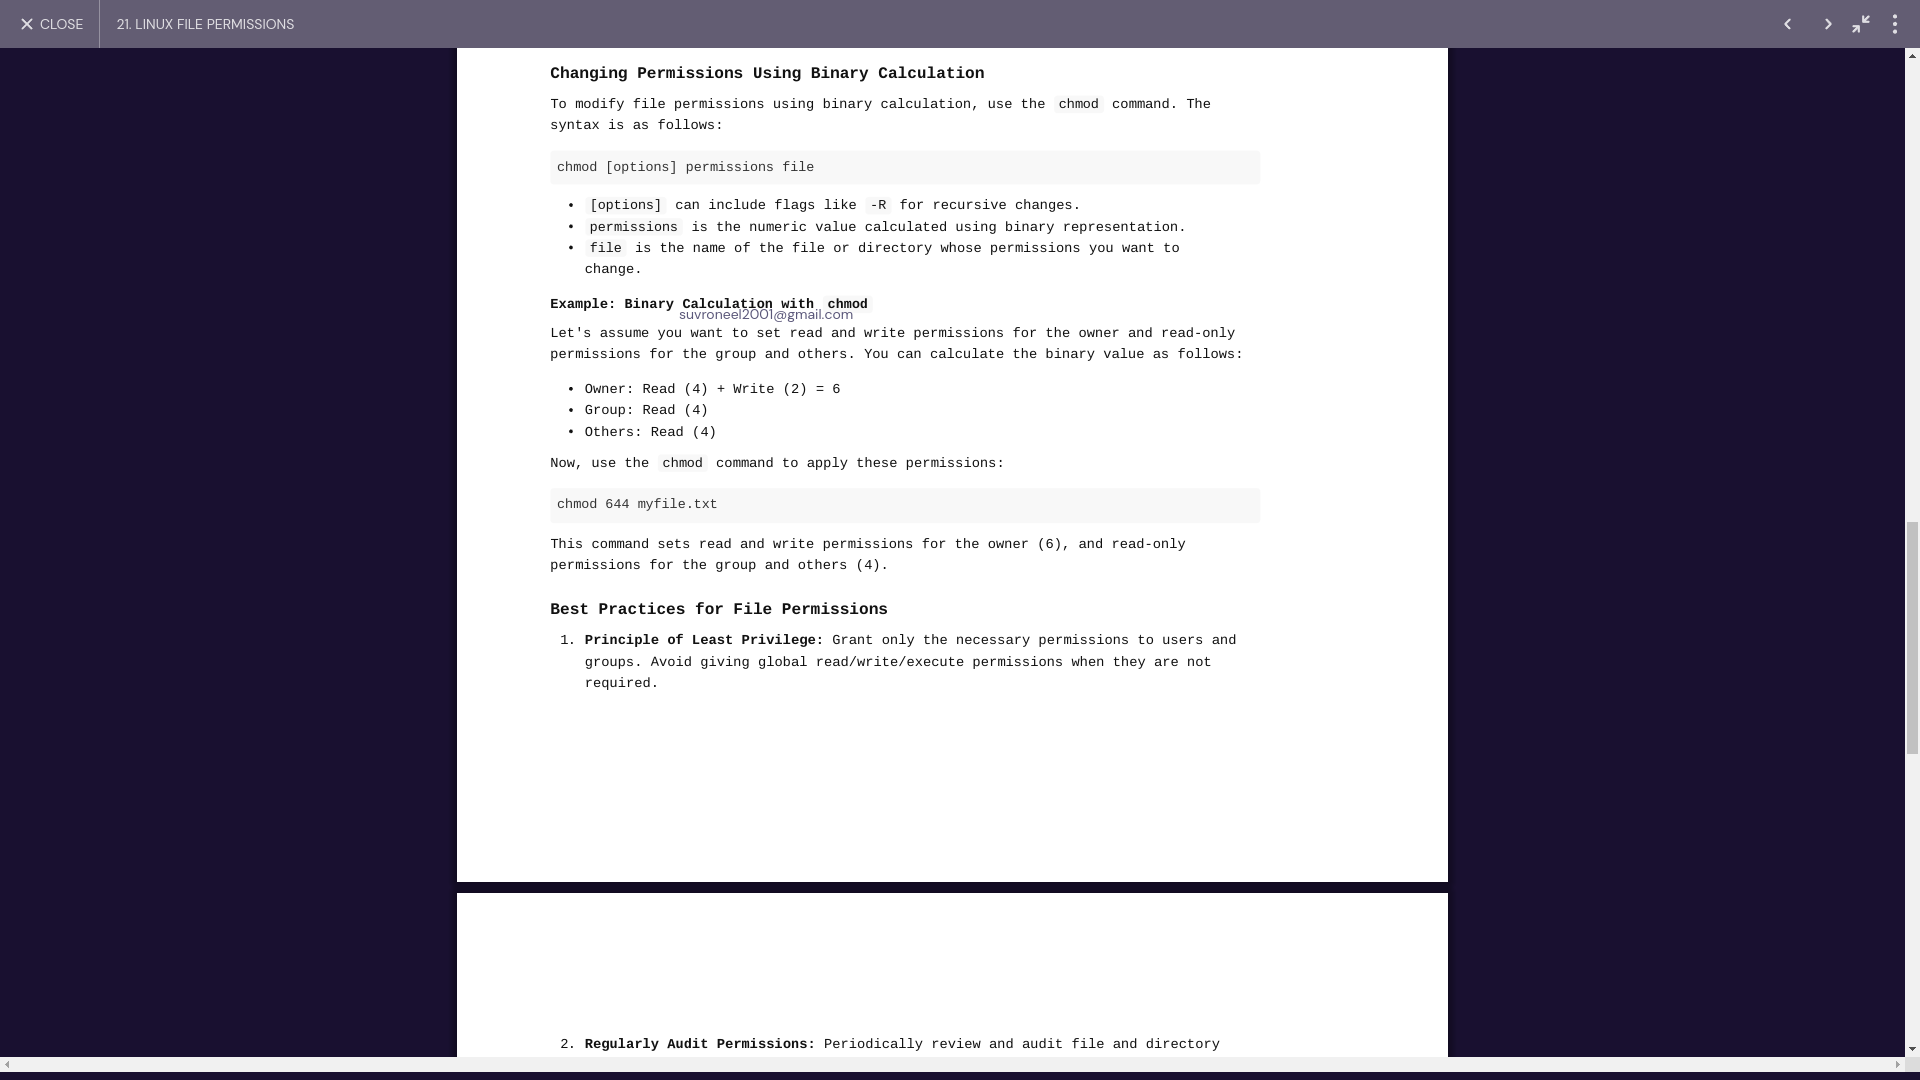 CLOSE
21. LINUX FILE PERMISSIONS
Changing Permissions Using Binary Calculation
To modify file permissions using binary calculation, use the chmod command. The
syntax is as follows:
chmod [options] permissions file
• [options] can include flags like -R for recursive changes.
• permissions is the numeric value calculated using binary representation.
• file is the name of the file or directory whose permissions you want to
change.
Example: Binary Calculation with chmod
suvroneel2001@gmail.com
Let's assume you want to set read and write permissions for the owner and read-only
permissions for the group and others. You can calculate the binary value as follows:
• Owner: Read (4) + Write (2) = 6
• Group: Read (4)
• Others: Read (4)
Now, use the chmod command to apply these permissions:
chmod 644 myfile.txt
This command sets read and write permissions for the owner (6), and read-only
permissions for the group and others (4).
Best Practices for File Permissions
1. Principle of Least Privilege: Grant only the necessary permissions to users and
groups. Avoid giving global read/write/execute permissions when they are not
required.
2. Regularly Audit Permissions: Periodically review and audit file and directory